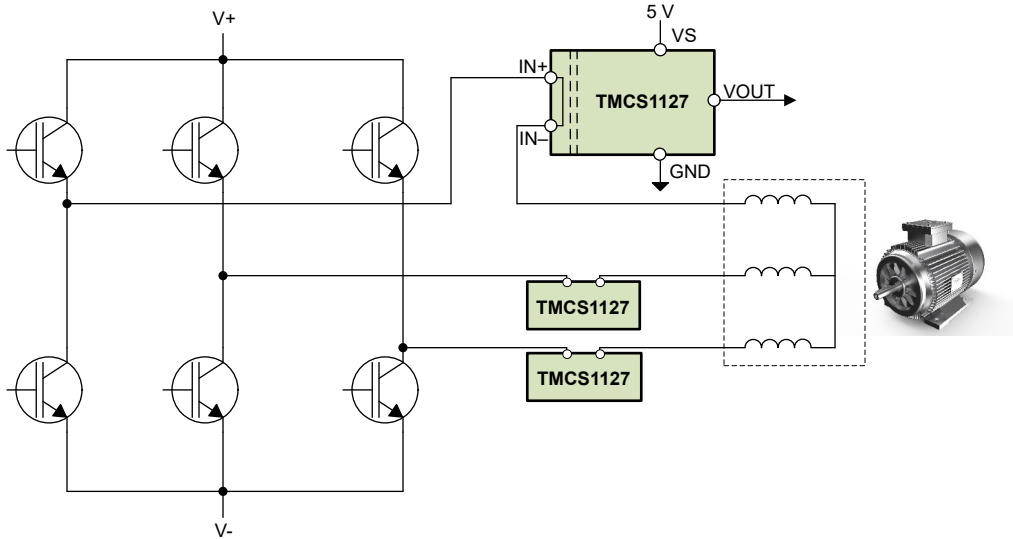 V+
5 V
VS
IN+
TMCS1127
VOUT
IN–
GND
TMCS1127
TMCS1127
V-